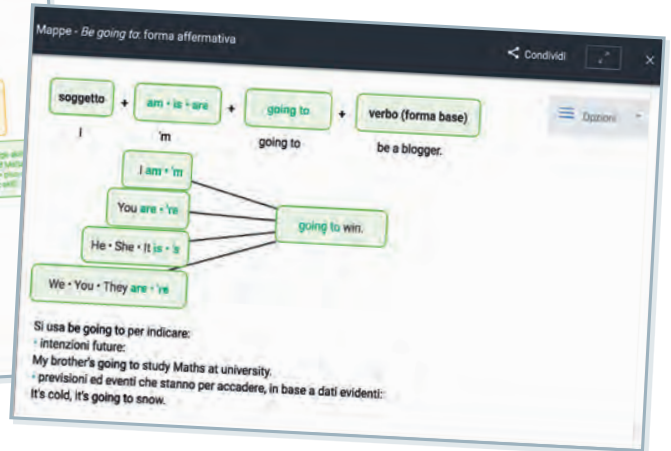 Mappe - Be going to: forma affermativa
Condividi
soggetto + am • is • are + going to + verbo (forma base)
Opzioni
I 'm going to be a blogger.
I am • 'm
You are • 're
He • She • It is • 's
We • You • They are • 're
going to win.
Si usa be going to per indicare:
• intenzioni future:
My brother's going to study Maths at university.
• previsioni ed eventi che stanno per accadere, in base a dati evidenti:
It's cold, it's going to snow.